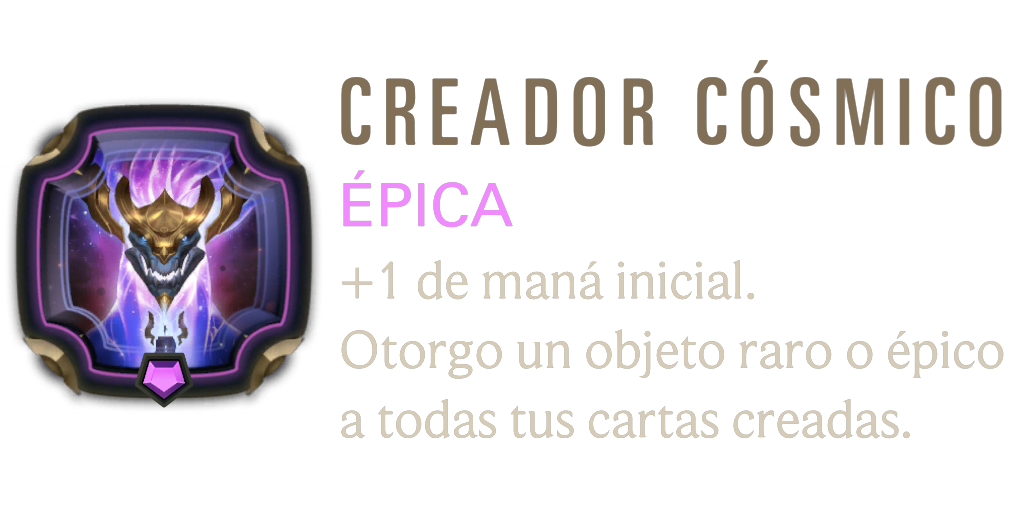 CREADOR CÓSMICO
ÉPICA
+1 de maná inicial.
Otorgo un objeto raro o épico
a todas tus cartas creadas.